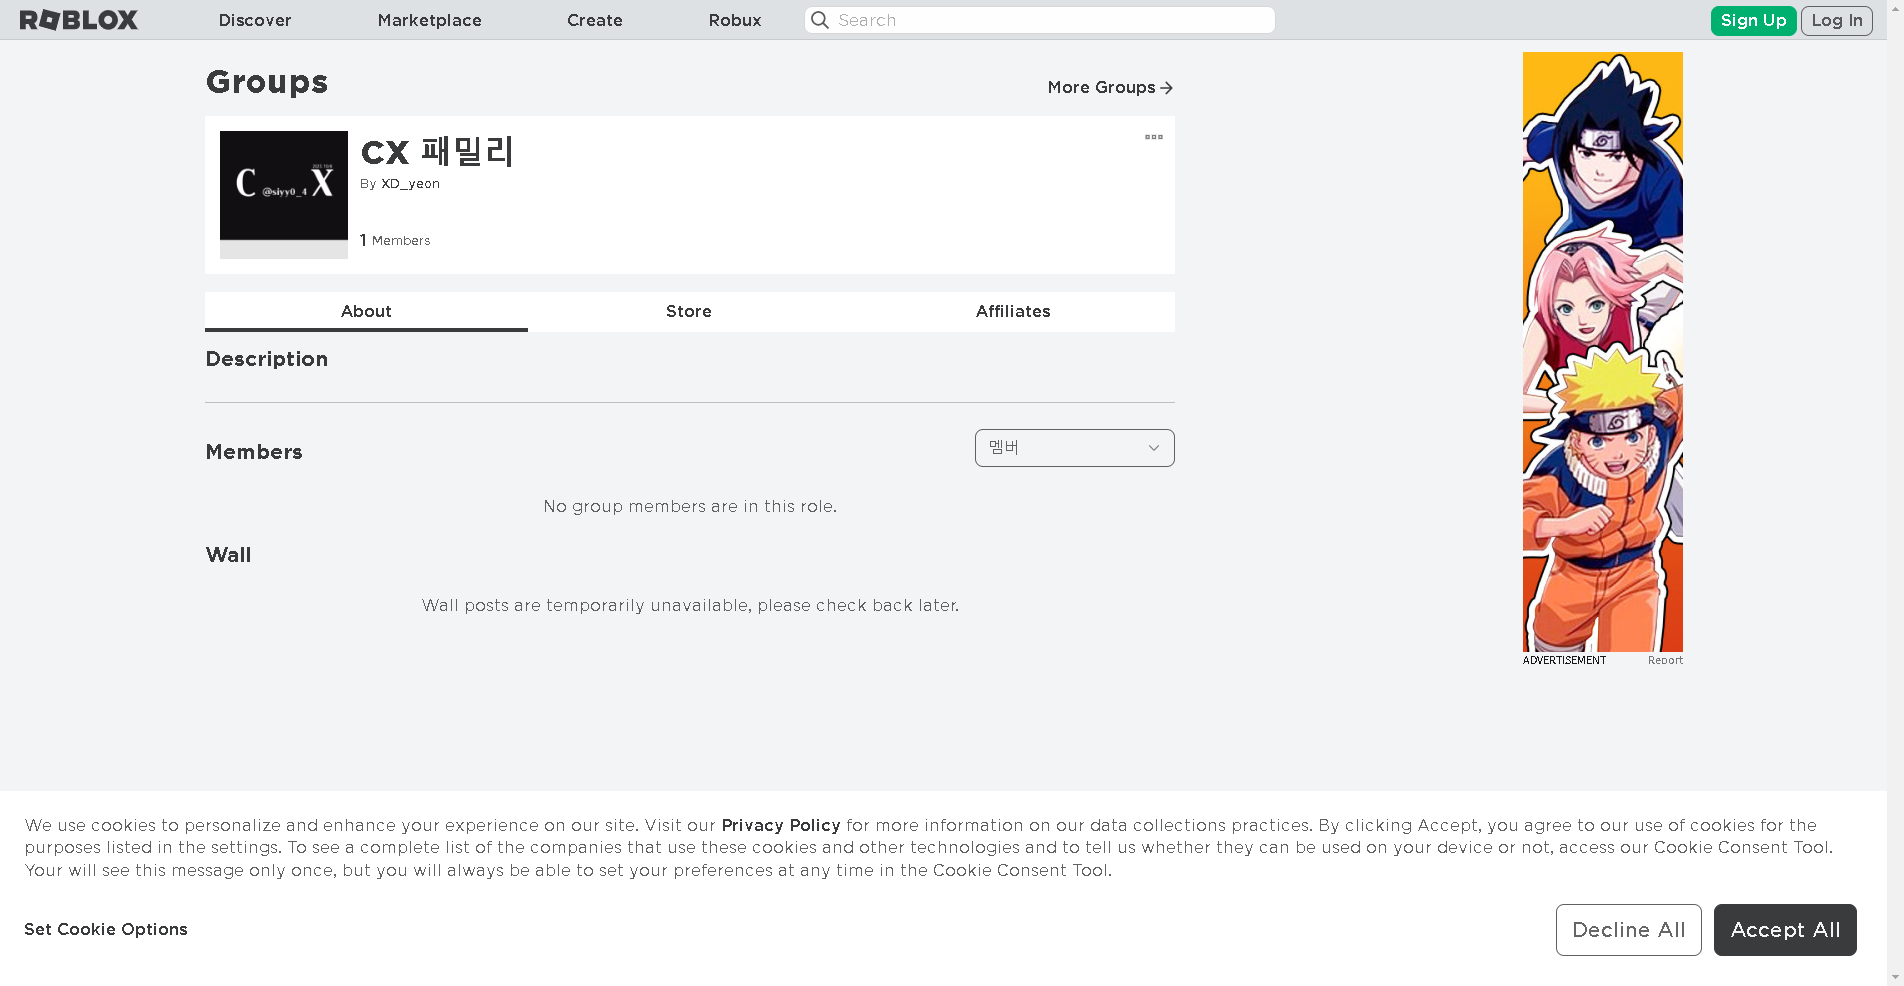 ROBLOX
Discover
Marketplace
Create
Robux
Search
Sign Up
Log In
Groups
More Groups
C @siyy0_4 X
CX 패밀리
By XD_yeon
1 Members
About
Store
Affiliates
Description
Members
멤버
No group members are in this role.
Wall
Wall posts are temporarily unavailable, please check back later.
ADVERTISEMENT
Report
We use cookies to personalize and enhance your experience on our site. Visit our Privacy Policy for more information on our data collections practices. By clicking Accept, you agree to our use of cookies for the
purposes listed in the settings. To see a complete list of the companies that use these cookies and other technologies and to tell us whether they can be used on your device or not, access our Cookie Consent Tool.
Your will see this message only once, but you will always be able to set your preferences at any time in the Cookie Consent Tool.
Set Cookie Options
Decline All
Accept All